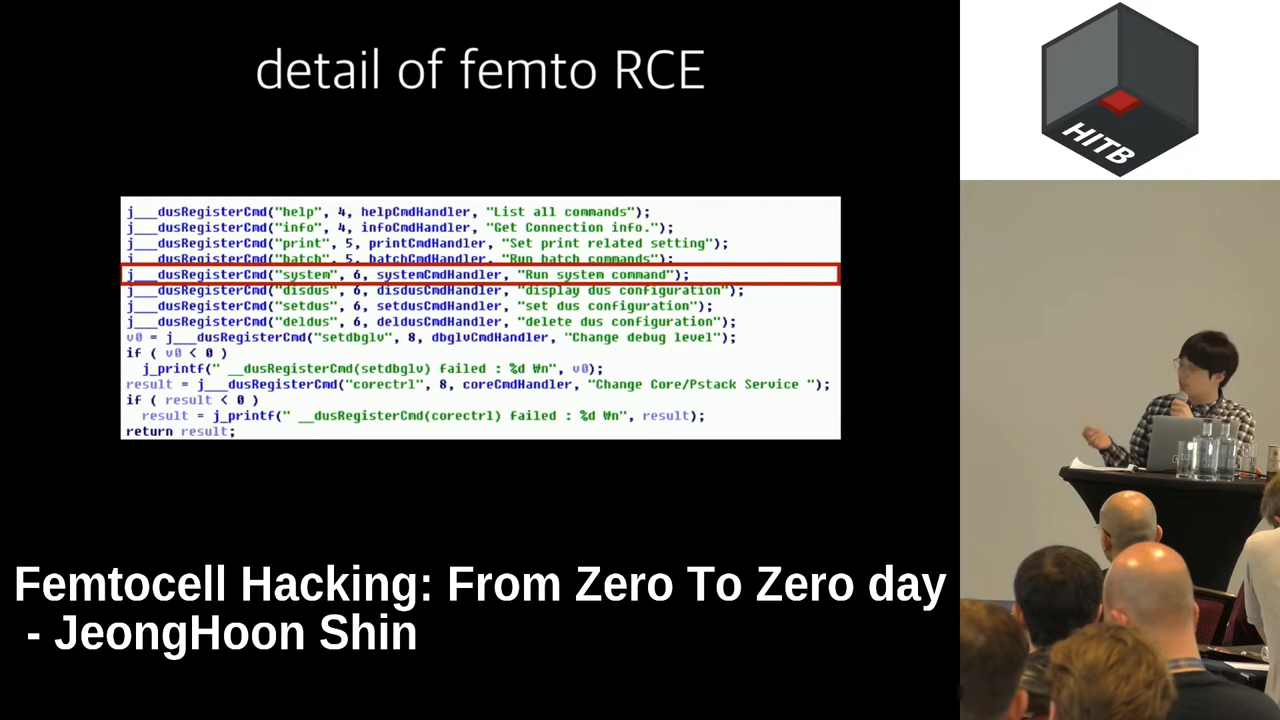 detail of femto RCE
j___dusRegisterCmd("help", 4, helpCmdHandler, "List all commands");
j___dusRegisterCmd("info", 4, infoCmdHandler, "Get Connection info.");
j___dusRegisterCmd("print", 5, printCmdHandler, "Set print related setting");
j___dusRegisterCmd("batch", 5, batchCmdHandler, "Run batch commands");
j___dusRegisterCmd("system", 6, systemCmdHandler, "Run system command");
j___dusRegisterCmd("disdus", 6, disdusCmdHandler, "display dus configuration");
j___dusRegisterCmd("setdus", 6, setdusCmdHandler, "set dus configuration");
j___dusRegisterCmd("deldus", 6, deldusCmdHandler, "delete dus configuration");
v0 = j___dusRegisterCmd("setdbglv", 8, dbglvCmdHandler, "Change debug level");
if ( v0 < 0 )
j_printf(" __dusRegisterCmd(setdbglv) failed : %d ₩n", v0);
result = j___dusRegisterCmd("corectrl", 8, coreCmdHandler, "Change Core/Pstack Service ");
if ( result < 0 )
result = j_printf(" __dusRegisterCmd(corectrl) failed : %d ₩n", result);
return result;
Femtocell Hacking: From Zero To Zero day
- JeongHoon Shin
HITB